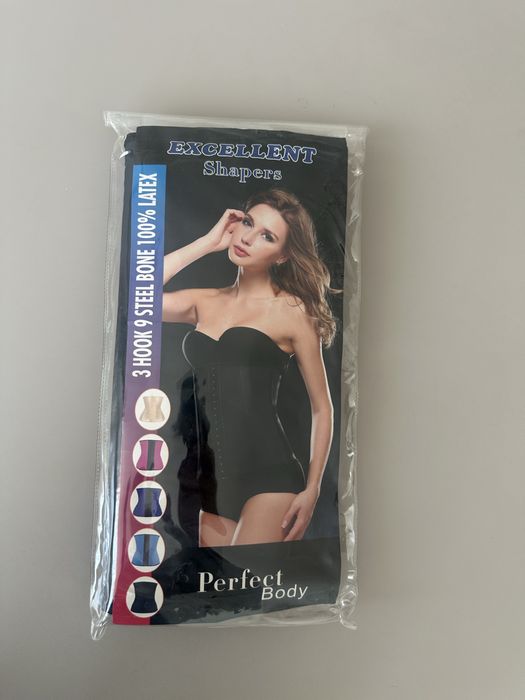 EXCELLENT
Shapers
3 HOOK 9 STEEL BONE 100% LATEX
Perfect
Body